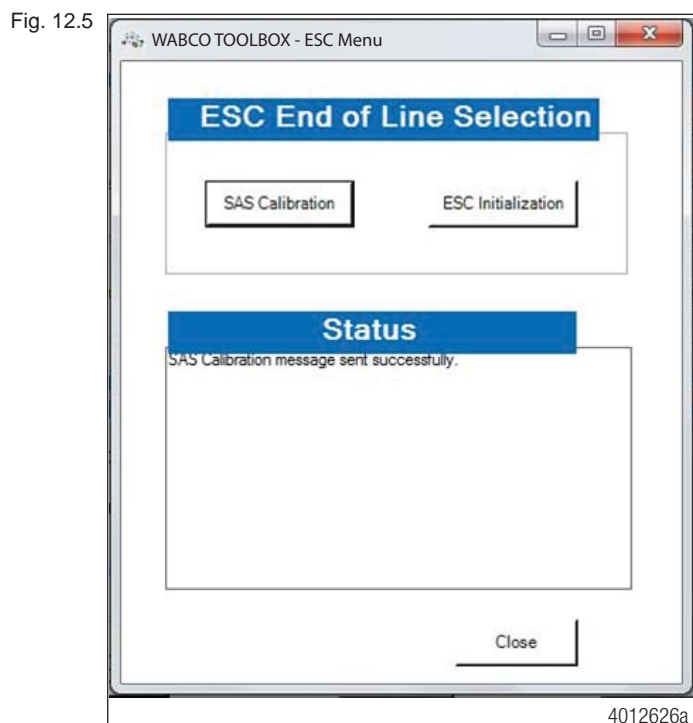 Fig. 12.5
WABCO TOOLBOX - ESC Menu
ESC End of Line Selection
SAS Calibration
ESC Initialization
Status
SAS Calibration message sent successfully.
Close
4012626a